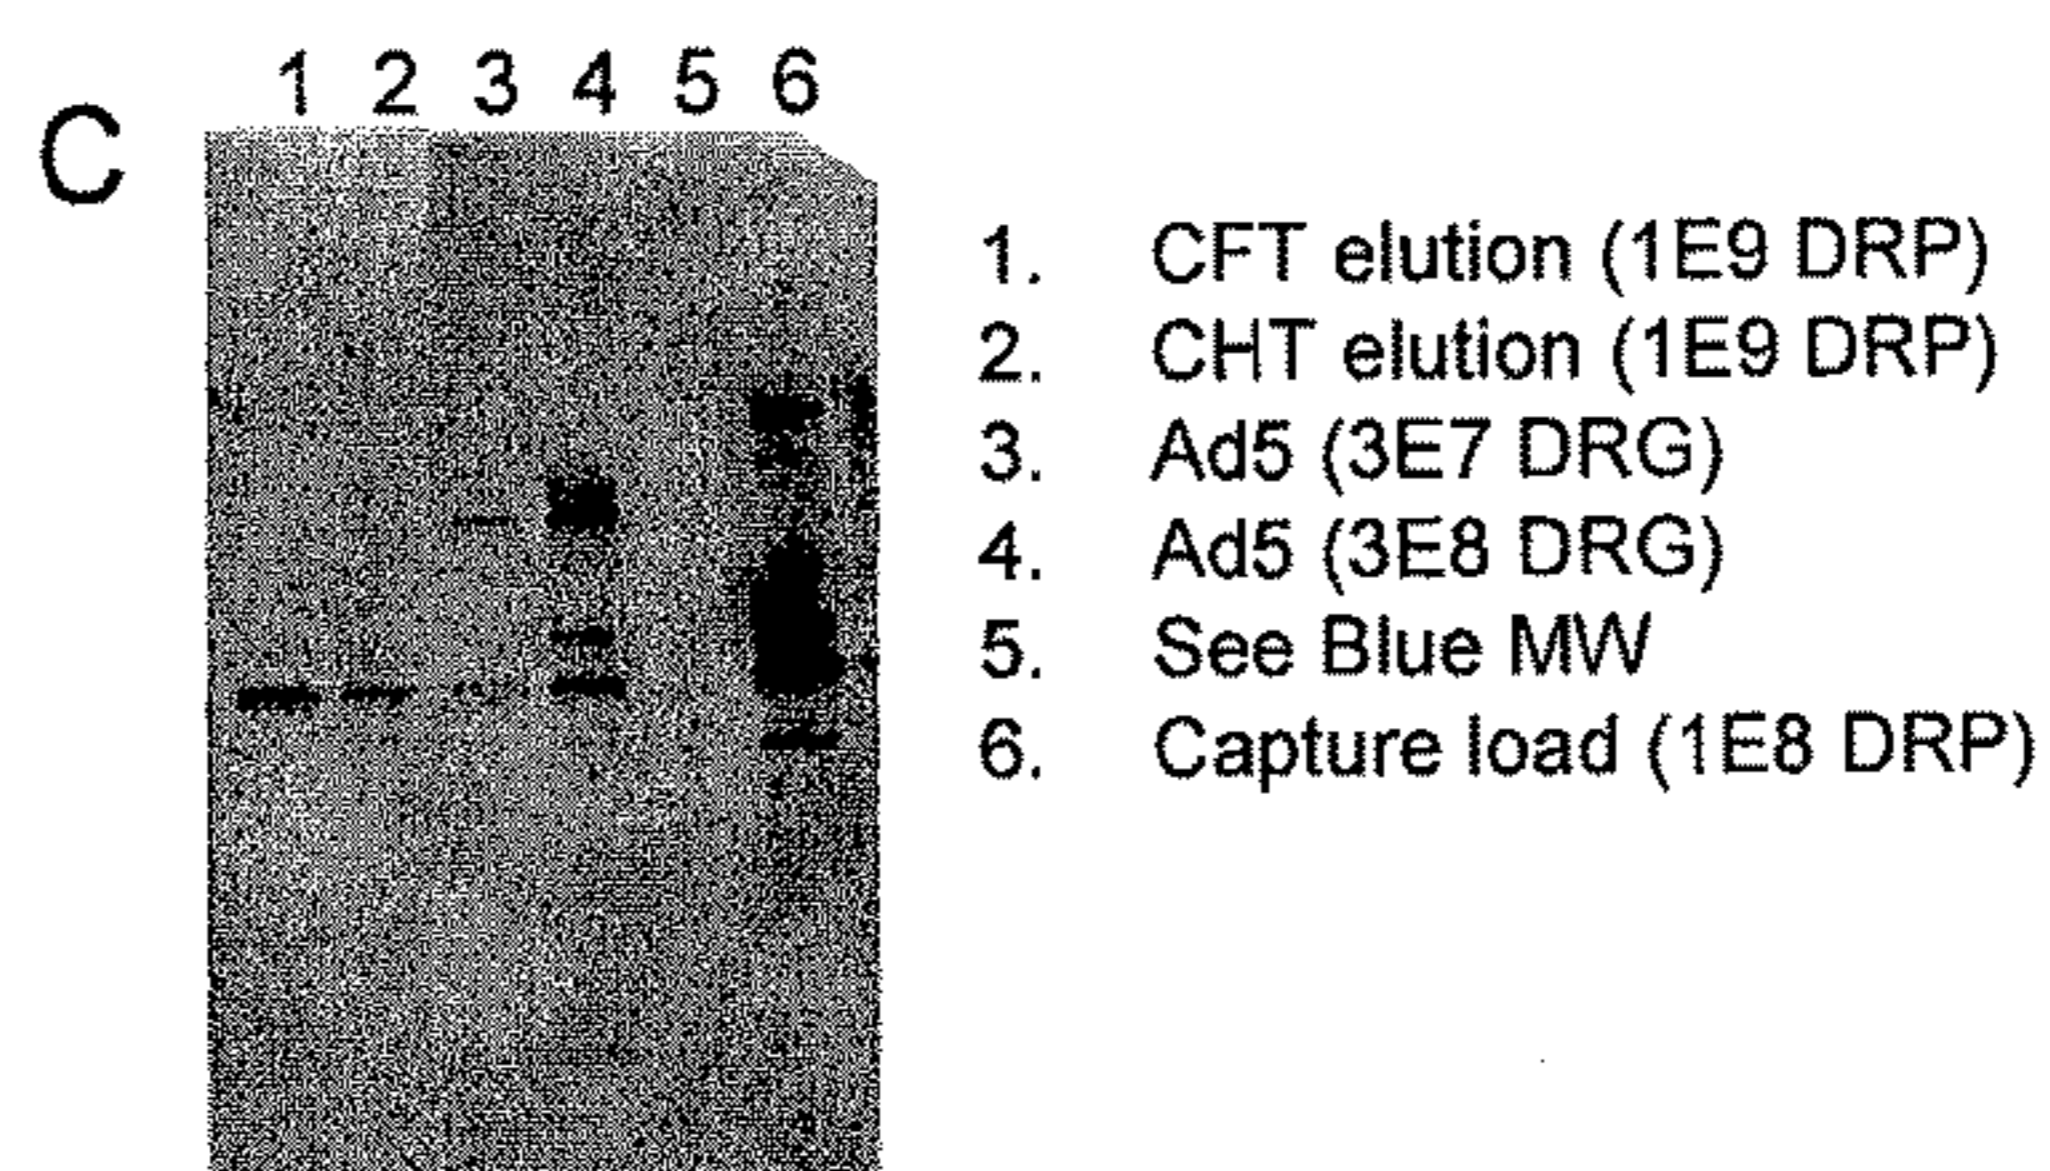 1 2 3 4 5 6
C
1. CFT elution (1E9 DRP)
2. CHT elution (1E9 DRP)
3. Ad5 (3E7 DRG)
4. Ad5 (3E8 DRG)
5. See Blue MW
6. Capture load (1E8 DRP)